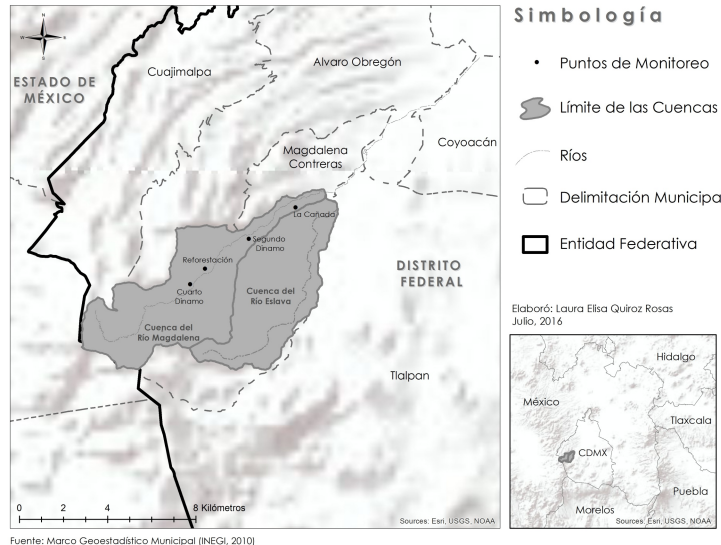 N
W
E
S
ESTADO DE
MÉXICO
Cuajimalpa
Alvaro Obregón
Magdalena
Contreras
Coyoacán
La Cañada
Segundo
Dinamo
Reforestación
Cuarto
Dinamo
Cuenca del
Río Eslava
Cuenca del
Río Magdalena
DISTRITO
FEDERAL
Tlalpan
0 2 4 8 Kilómetros
Sources: Esri, USGS, NOAA
Simbología
Puntos de Monitoreo
Límite de las Cuencas
Ríos
Delimitación Municipa
Entidad Federativa
Elaboró: Laura Elisa Quiroz Rosas
Julio, 2016
Hidalgo
México
Tlaxcala
CDMX
Puebla
Morelos
Sources: Esri, USGS, NOAA
Fuente: Marco Geoestadístico Municipal (INEGI, 2010)